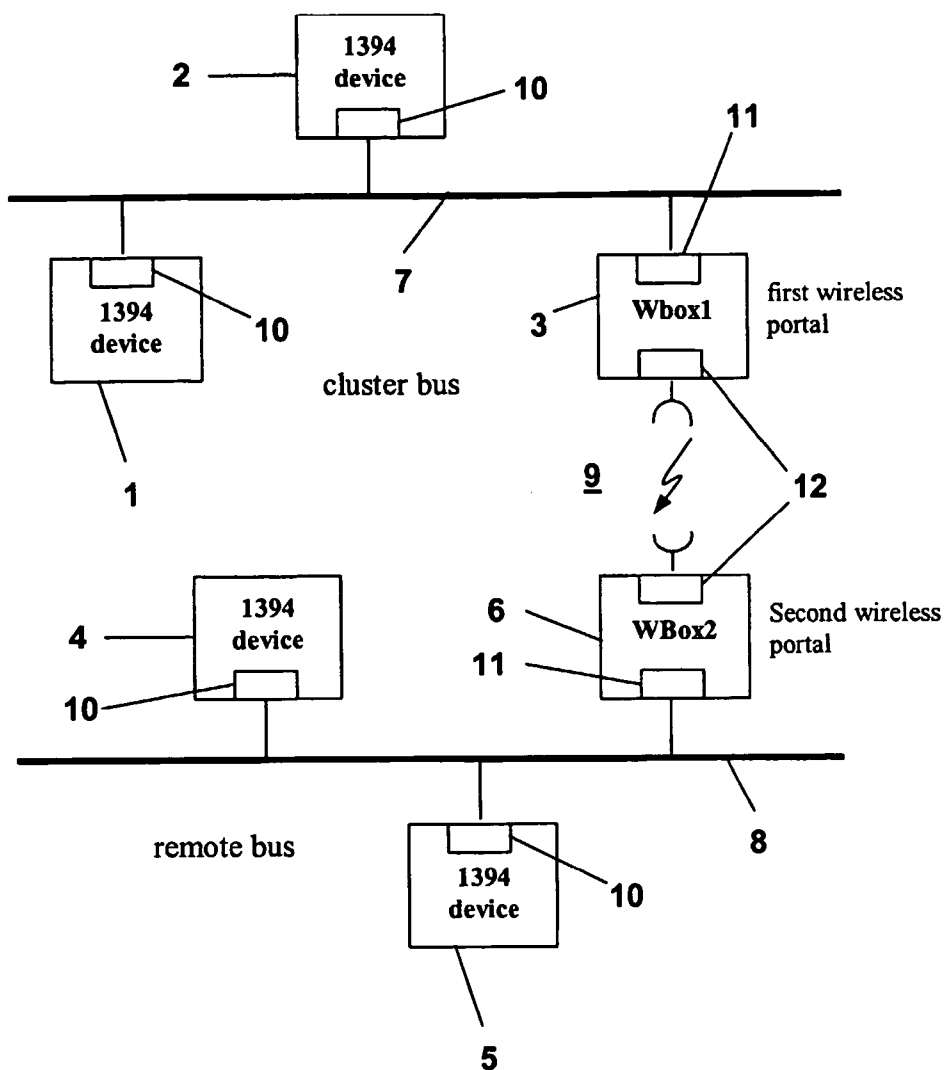 1394
device
2
10
11
7
1394
device
10
3
Wbox1
first wireless
portal
cluster bus
1
9
12
1394
device
4
10
6
WBox2
Second wireless
portal
11
8
remote bus
1394
device
10
5